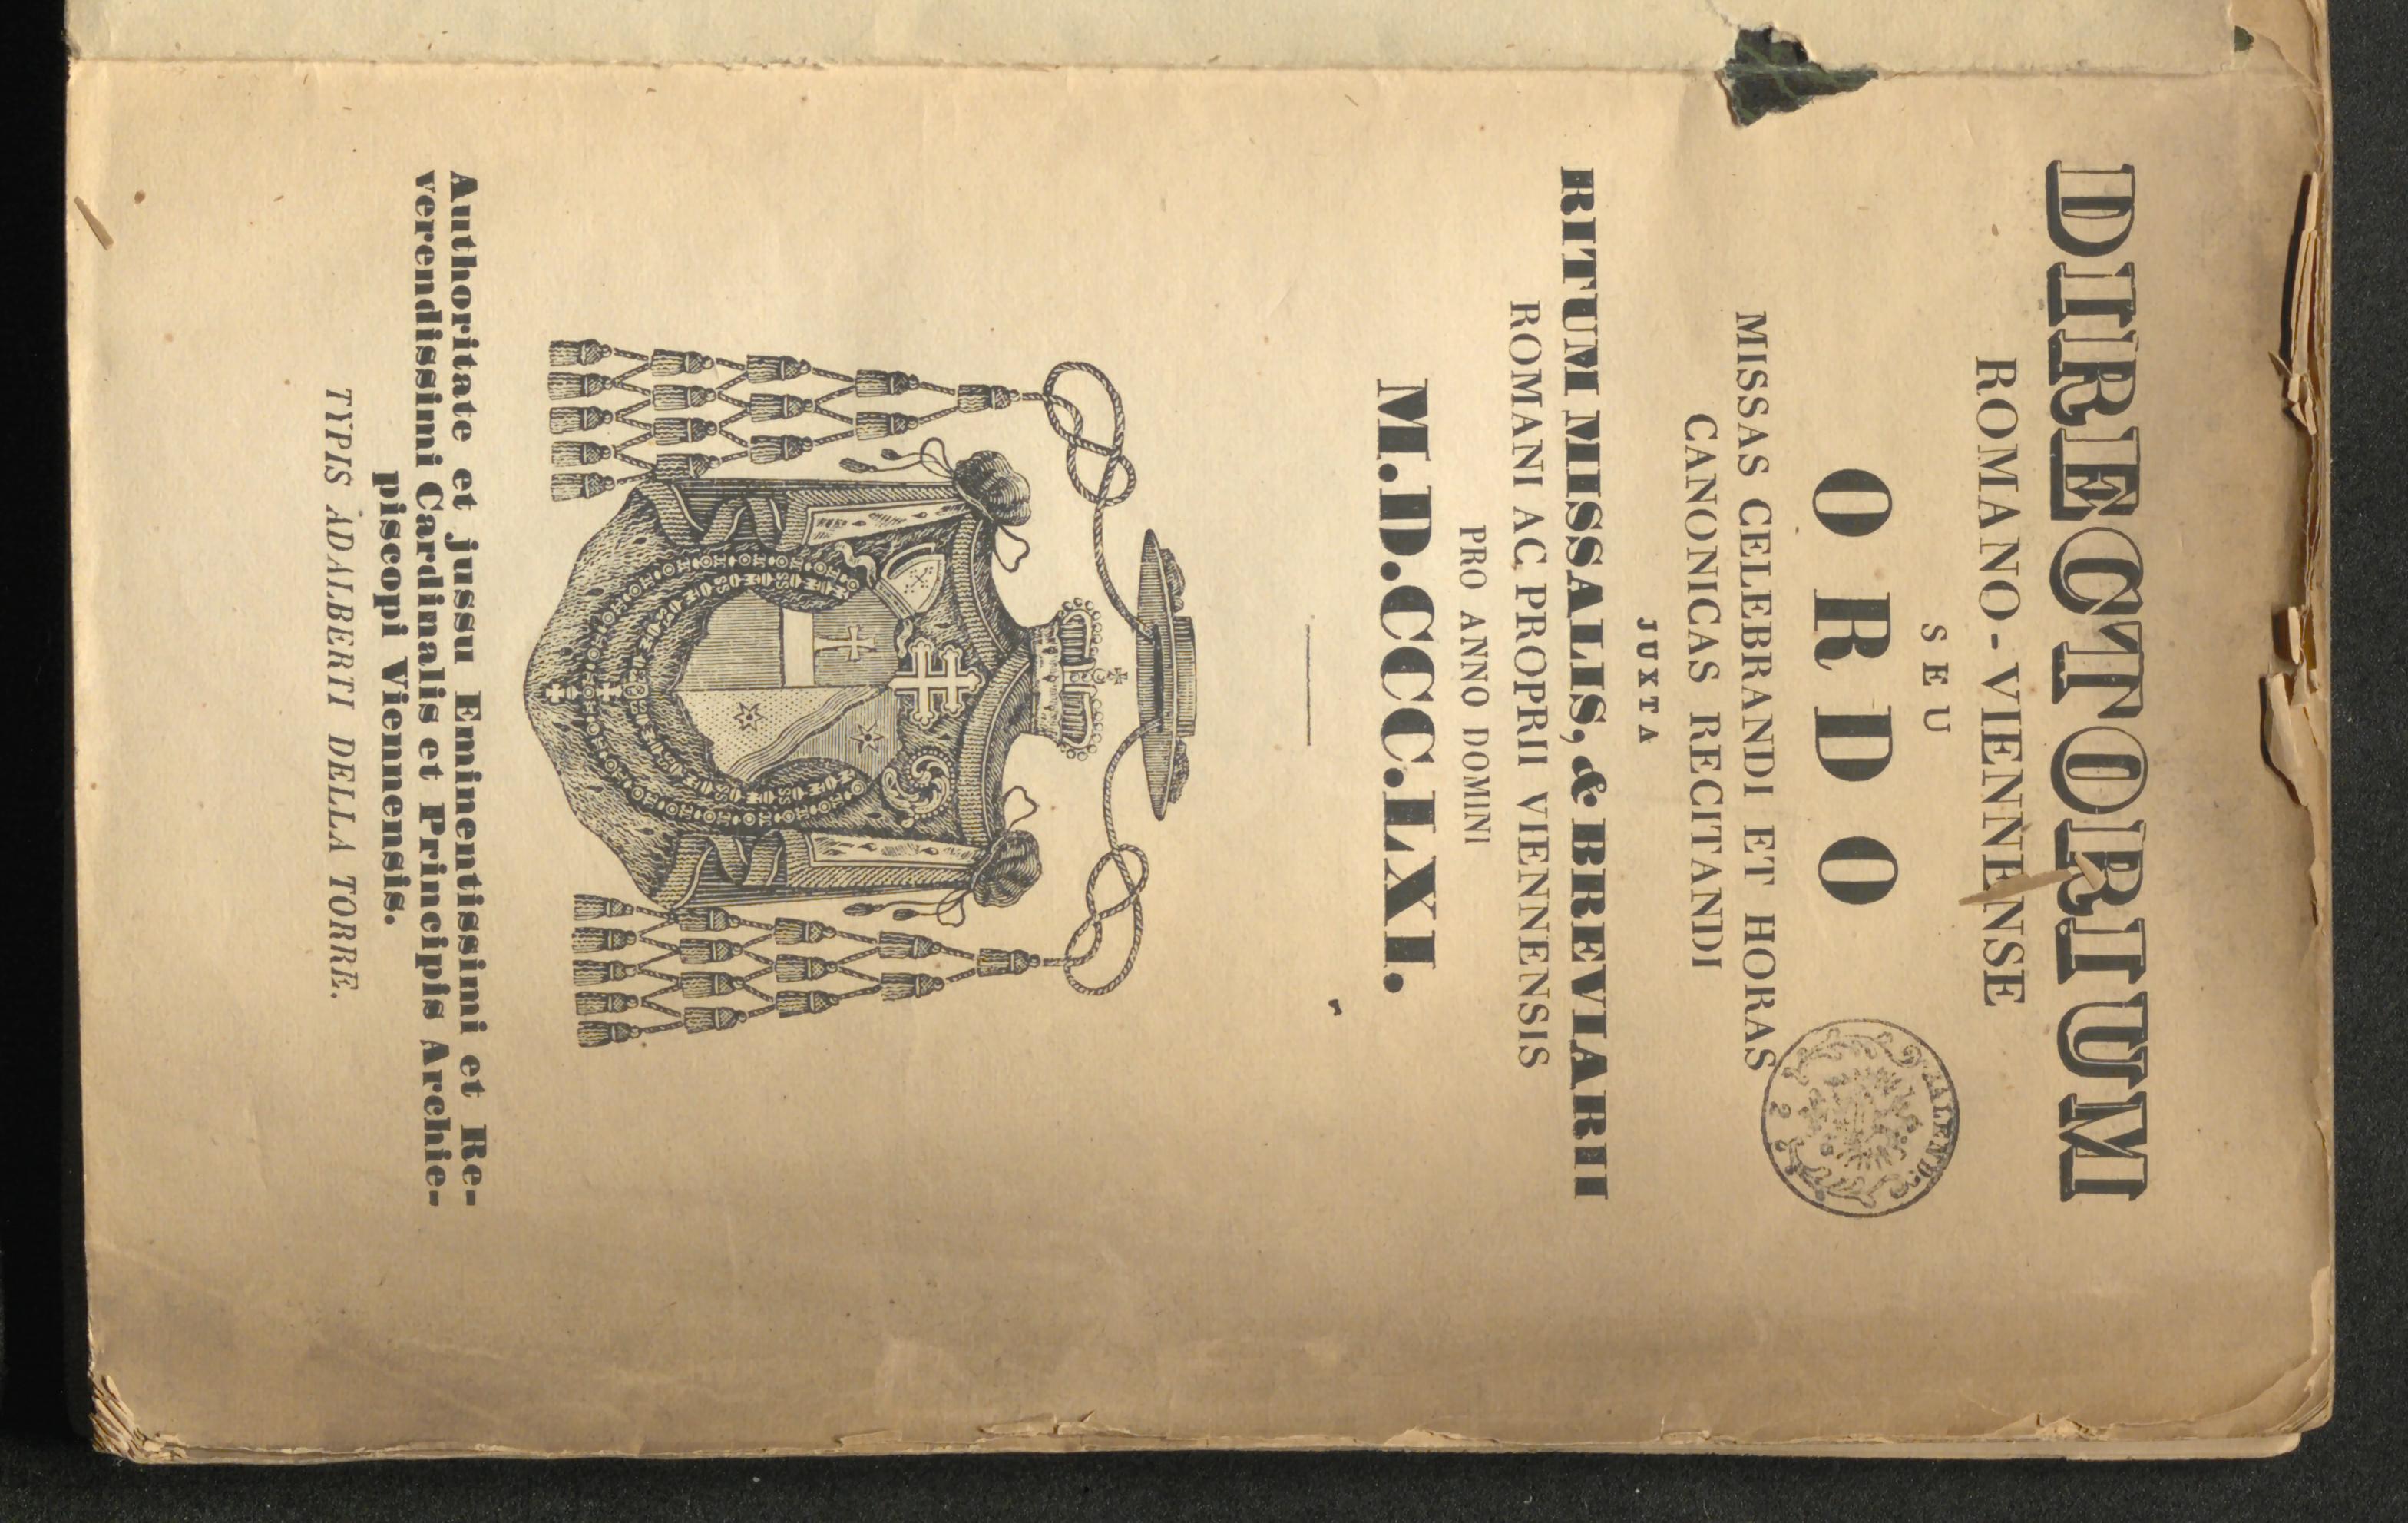 DIRECTORIUM
ROMANO-VIENNENSE
SEU
ORDO
MISSAS CELEBRANDI ET HORAS
CANONICAS RECITANDI
JUXTA
RITUM MISSALIS, & BREVIARII
ROMANI AC PROPRII VIENNENSIS
PRO ANNO DOMINI
M.D.CCC.LXI.
Authoritate et jussu Eminentissimi et Re-
verendissimi Cardinalis et Principis Archie-
piscopi Viennensis.
TYPIS ADALBERTI DELLA TORRE.